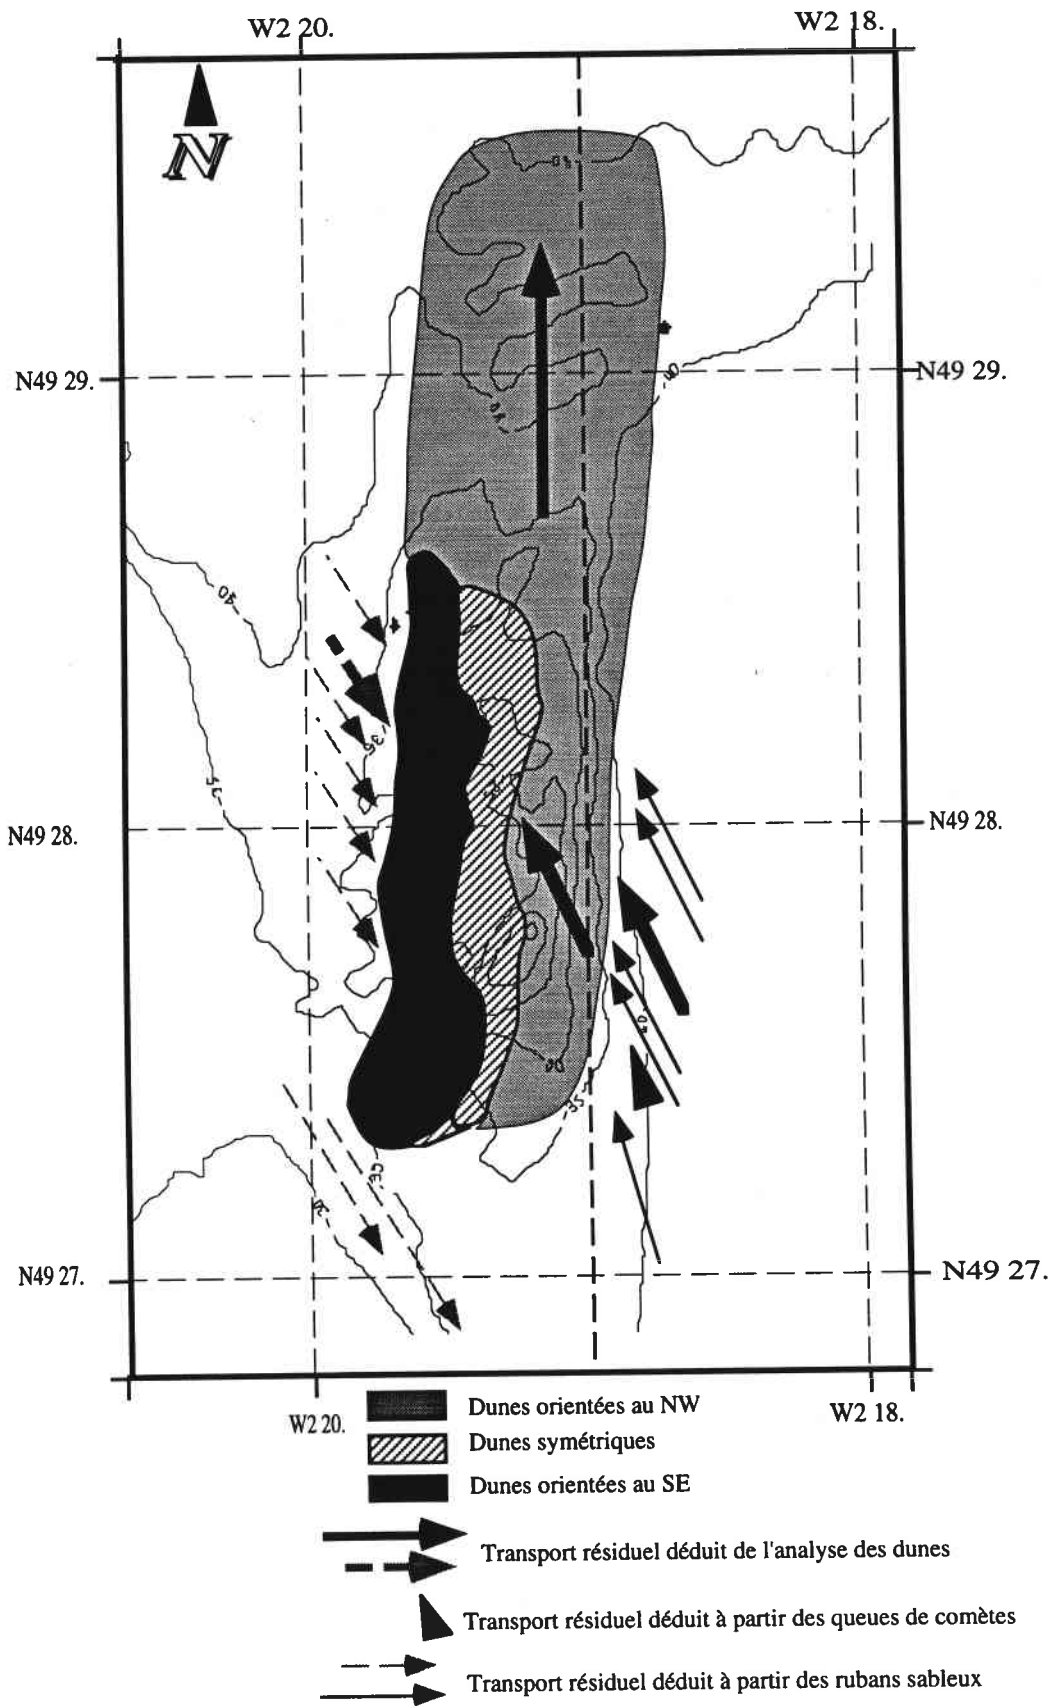 W2 20.
W2 18.
N
N49 29.
N49 29.
N49 28.
N49 28.
N49 27.
N49 27.
W2 20.
W2 18.
Dunes orientées au NW
Dunes symétriques
Dunes orientées au SE
Transport résiduel déduit de l'analyse des dunes
Transport résiduel déduit à partir des queues de comètes
Transport résiduel déduit à partir des rubans sableux